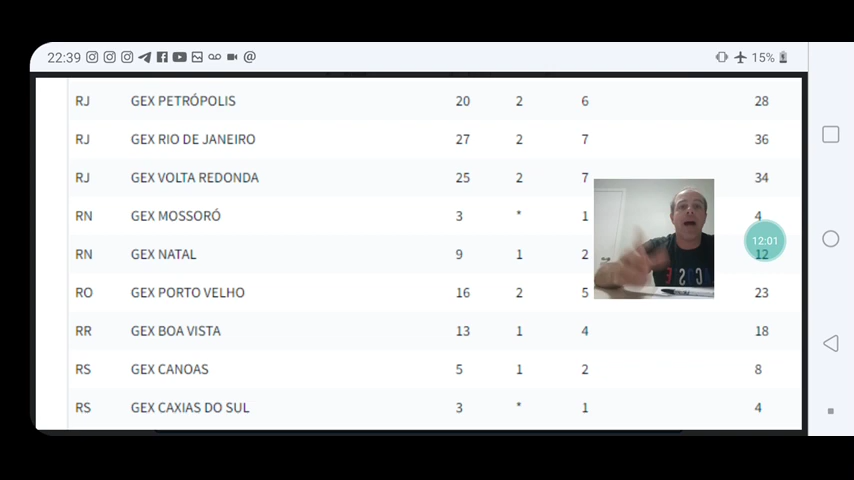 22:39 15%
RJ GEX PETRÓPOLIS 20 2 6 28
RJ GEX RIO DE JANEIRO 27 2 7 36
RJ GEX VOLTA REDONDA 25 2 7 34
RN GEX MOSSORÓ 3 * 1 4
12:01
RN GEX NATAL 9 1 2 12
RO GEX PORTO VELHO 16 2 5 23
RR GEX BOA VISTA 13 1 4 18
RS GEX CANOAS 5 1 2 8
RS GEX CAXIAS DO SUL 3 * 1 4